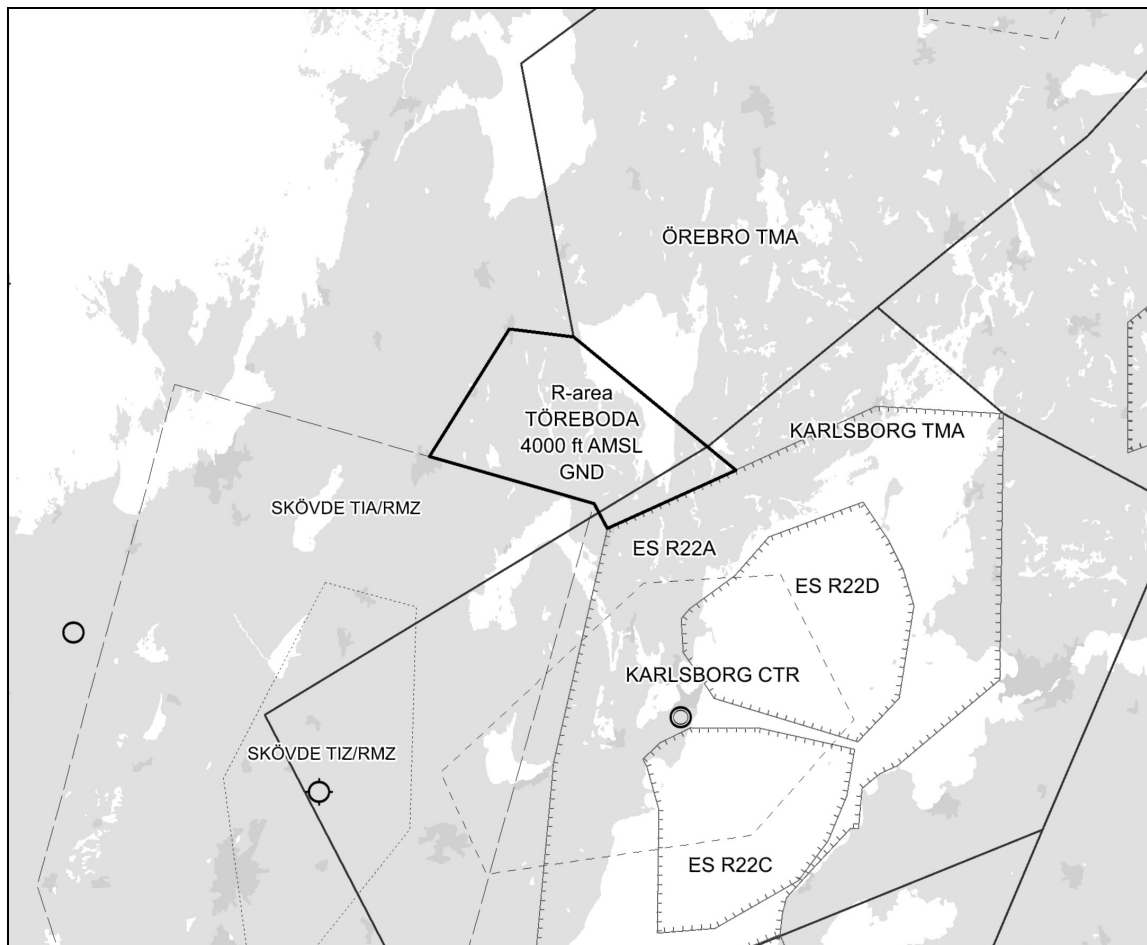 ÖREBRO TMA
R-area
TÖREBODA
4000 ft AMSL
GND
KARLSBORG TMA
SKÖVDE TIA/RMZ
ES R22A
ES R22D
KARLSBORG CTR
SKÖVDE TIZ/RMZ
ES R22C